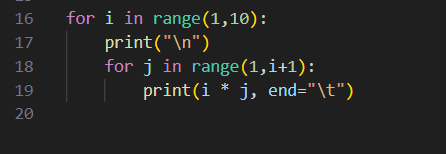 16 for i in range(1,10):
17     print("\n")
18     for j in range(1,i+1):
19         print(i * j, end="\t")
20